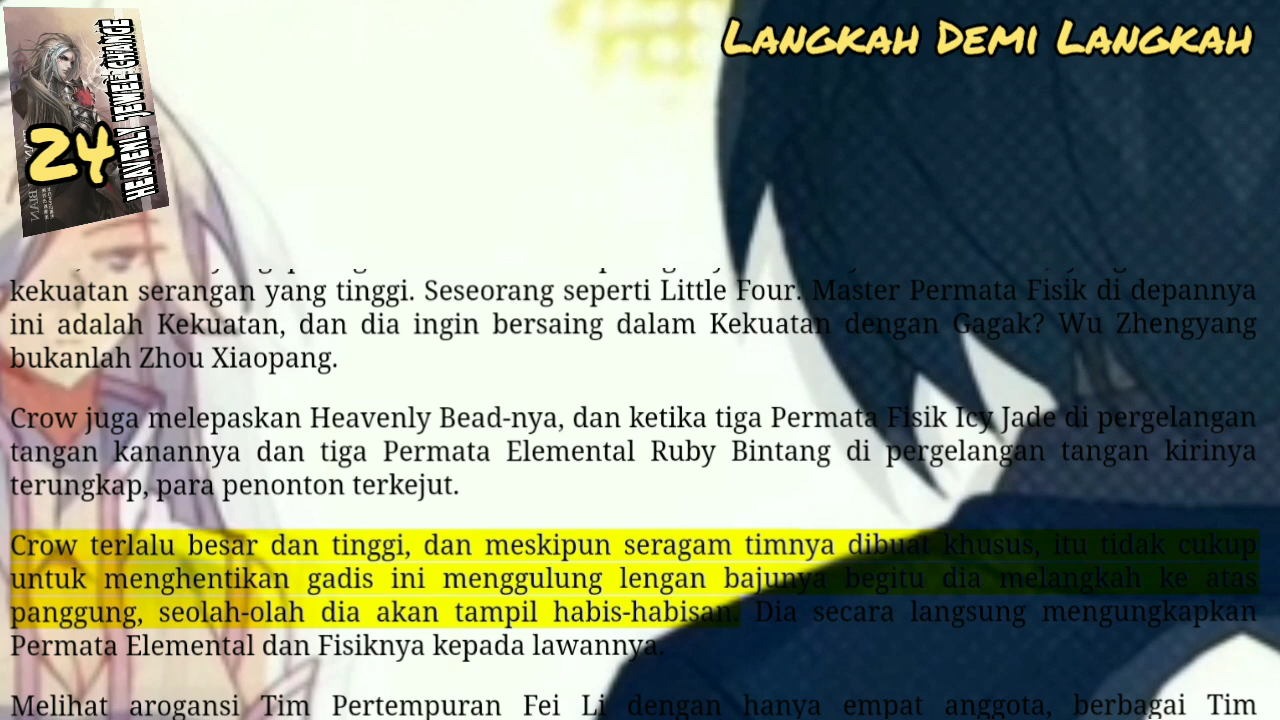 Langkah Demi Langkah
HEAVENLY JEWEL CHANGE
24
kekuatan serangan yang tinggi. Seseorang seperti Little Four. Master Permata Fisik di depannya
ini adalah Kekuatan, dan dia ingin bersaing dalam Kekuatan dengan Gagak? Wu Zhengyang
bukanlah Zhou Xiaopang.
Crow juga melepaskan Heavenly Bead-nya, dan ketika tiga Permata Fisik Icy Jade di pergelangan
tangan kanannya dan tiga Permata Elemental Ruby Bintang di pergelangan tangan kirinya
terungkap, para penonton terkejut.
Crow terlalu besar dan tinggi, dan meskipun seragam timnya dibuat khusus, itu tidak cukup
untuk menghentikan gadis ini menggulung lengan bajunya begitu dia melangkah ke atas
panggung, seolah-olah dia akan tampil habis-habisan. Dia secara langsung mengungkapkan
Permata Elemental dan Fisiknya kepada lawannya.
Melihat arogansi Tim Pertempuran Fei Li dengan hanya empat anggota, berbagai Tim